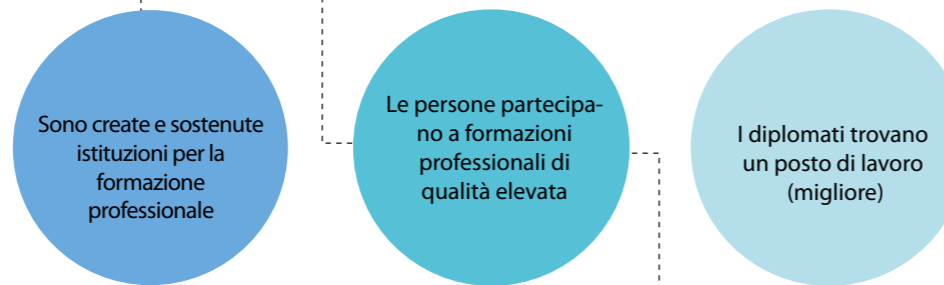 Sono create e sostenute
istituzioni per la
formazione
professionale
Le persone partecipa-
no a formazioni
professionali di
qualità elevata
I diplomati trovano
un posto di lavoro
(migliore)